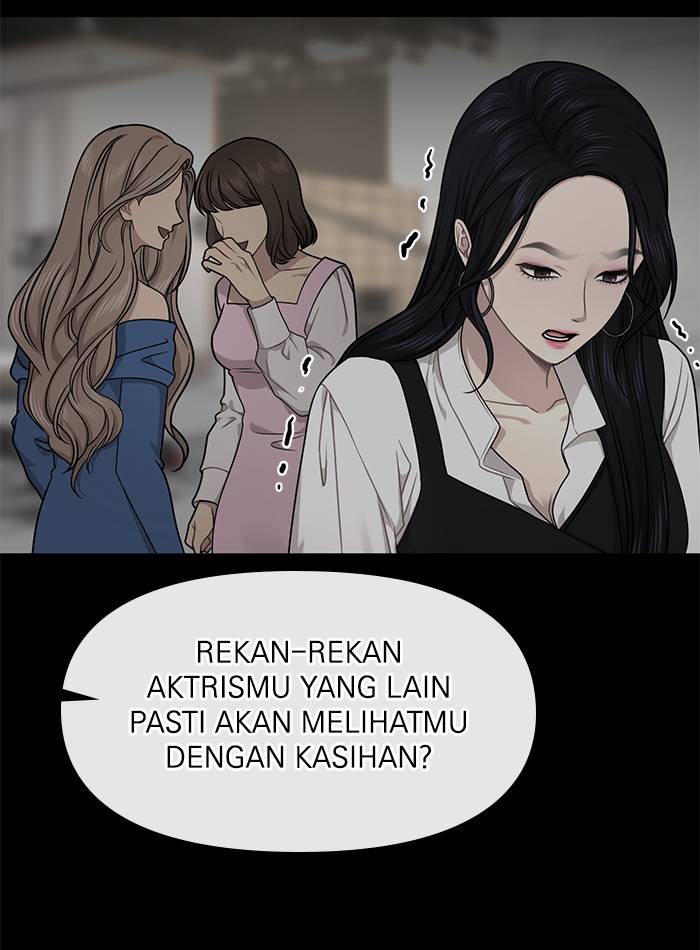 REKAN-REKAN
AKTRISMU YANG LAIN
PASTI AKAN MELIHATMU
DENGAN KASIHAN?